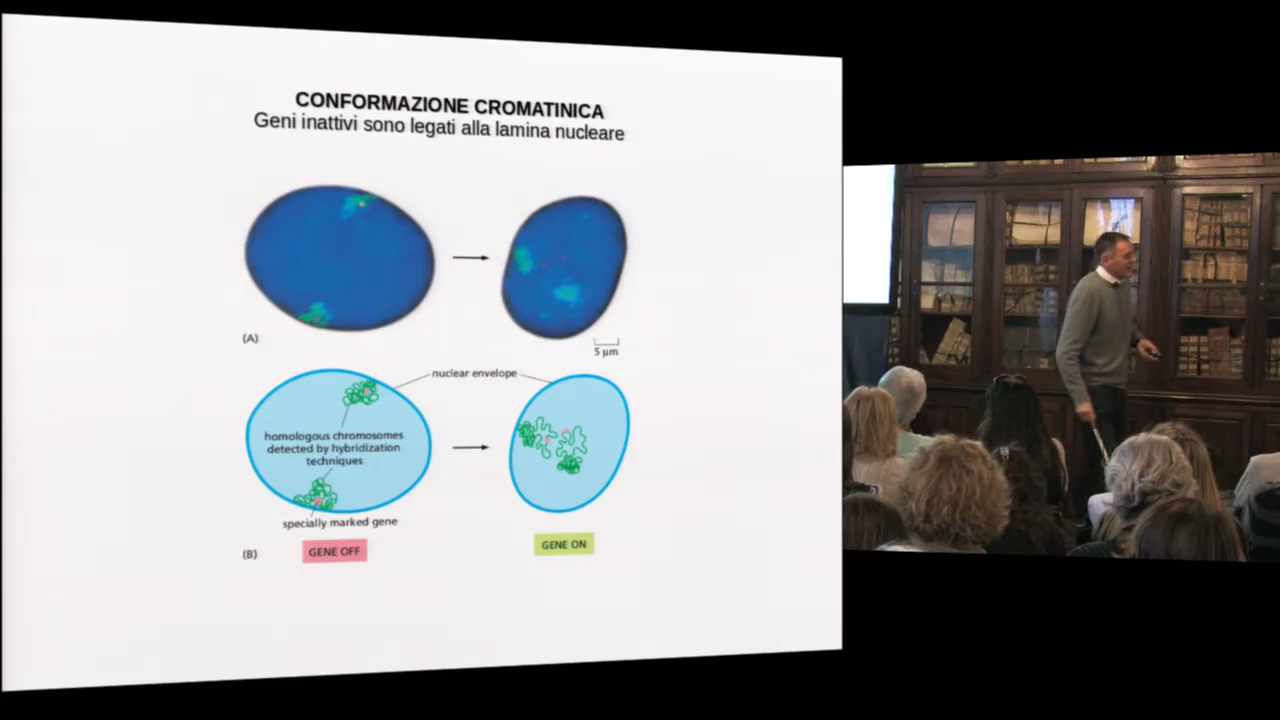 CONFORMAZIONE CROMATINICA
Geni inattivi sono legati alla lamina nucleare
(A)
5 μm
nuclear envelope
homologous chromosomes
detected by hybridization
techniques
specially marked gene
(B)
GENE OFF
GENE ON